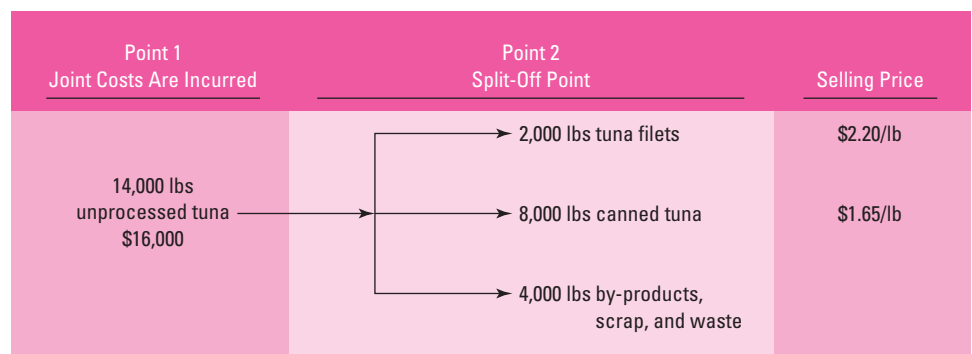 Point 1
Joint Costs Are Incurred
Point 2
Split-Off Point
Selling Price
14,000 lbs
unprocessed tuna
$16,000
2,000 lbs tuna filets
$2.20/lb
8,000 lbs canned tuna
$1.65/lb
4,000 lbs by-products,
scrap, and waste